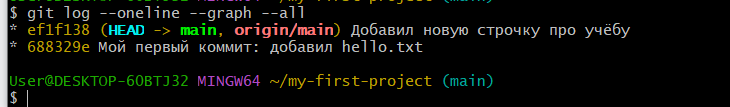 $ git log --oneline --graph --all
* ef1f138 (HEAD -> main, origin/main) Добавил новую строчку про учёбу
* 688329e Мой первый коммит: добавил hello.txt
User@DESKTOP-6OBTJ32 MINGW64 ~/my-first-project (main)
$